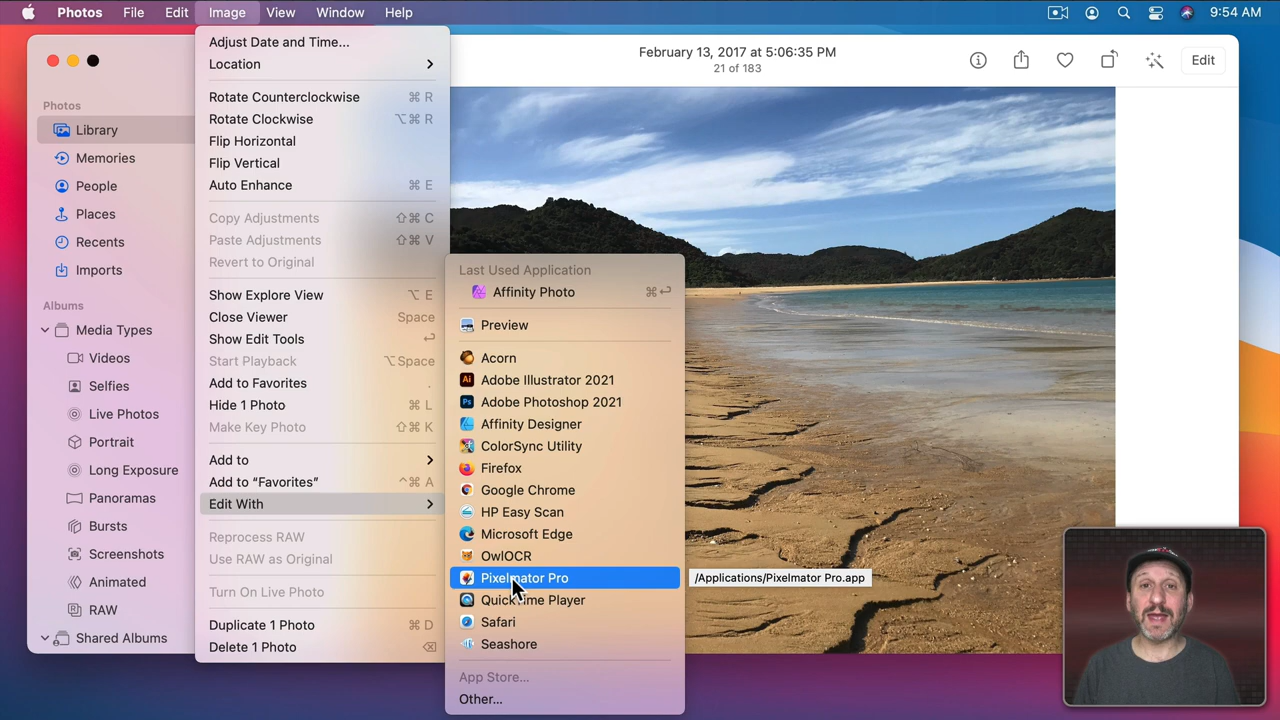 Photos File Edit Image View Window Help 9:54 AM
February 13, 2017 at 5:06:35 PM
21 of 183
Edit
Photos
Library
Memories
People
Places
Recents
Imports
Albums
Media Types
Videos
Selfies
Live Photos
Portrait
Long Exposure
Panoramas
Bursts
Screenshots
Animated
RAW
Shared Albums
Adjust Date and Time...
Location
Rotate Counterclockwise ⌘ R
Rotate Clockwise ⌥⌘ R
Flip Horizontal
Flip Vertical
Auto Enhance ⌘ E
Copy Adjustments ⇧⌘ C
Paste Adjustments ⇧⌘ V
Revert to Original
Show Explore View ⌥ E
Close Viewer Space
Show Edit Tools ⏎
Start Playback ⌥Space
Add to Favorites .
Hide 1 Photo ⌘ L
Make Key Photo ⇧⌘ K
Add to
Add to “Favorites” ^⌘ A
Edit With
Reprocess RAW
Use RAW as Original
Turn On Live Photo
Duplicate 1 Photo ⌘ D
Delete 1 Photo ⌫
Last Used Application
Affinity Photo ⌘⏎
Preview
Acorn
Adobe Illustrator 2021
Adobe Photoshop 2021
Affinity Designer
ColorSync Utility
Firefox
Google Chrome
HP Easy Scan
Microsoft Edge
OwlOCR
Pixelmator Pro
QuickTime Player
Safari
Seashore
App Store...
Other...
/Applications/Pixelmator Pro.app